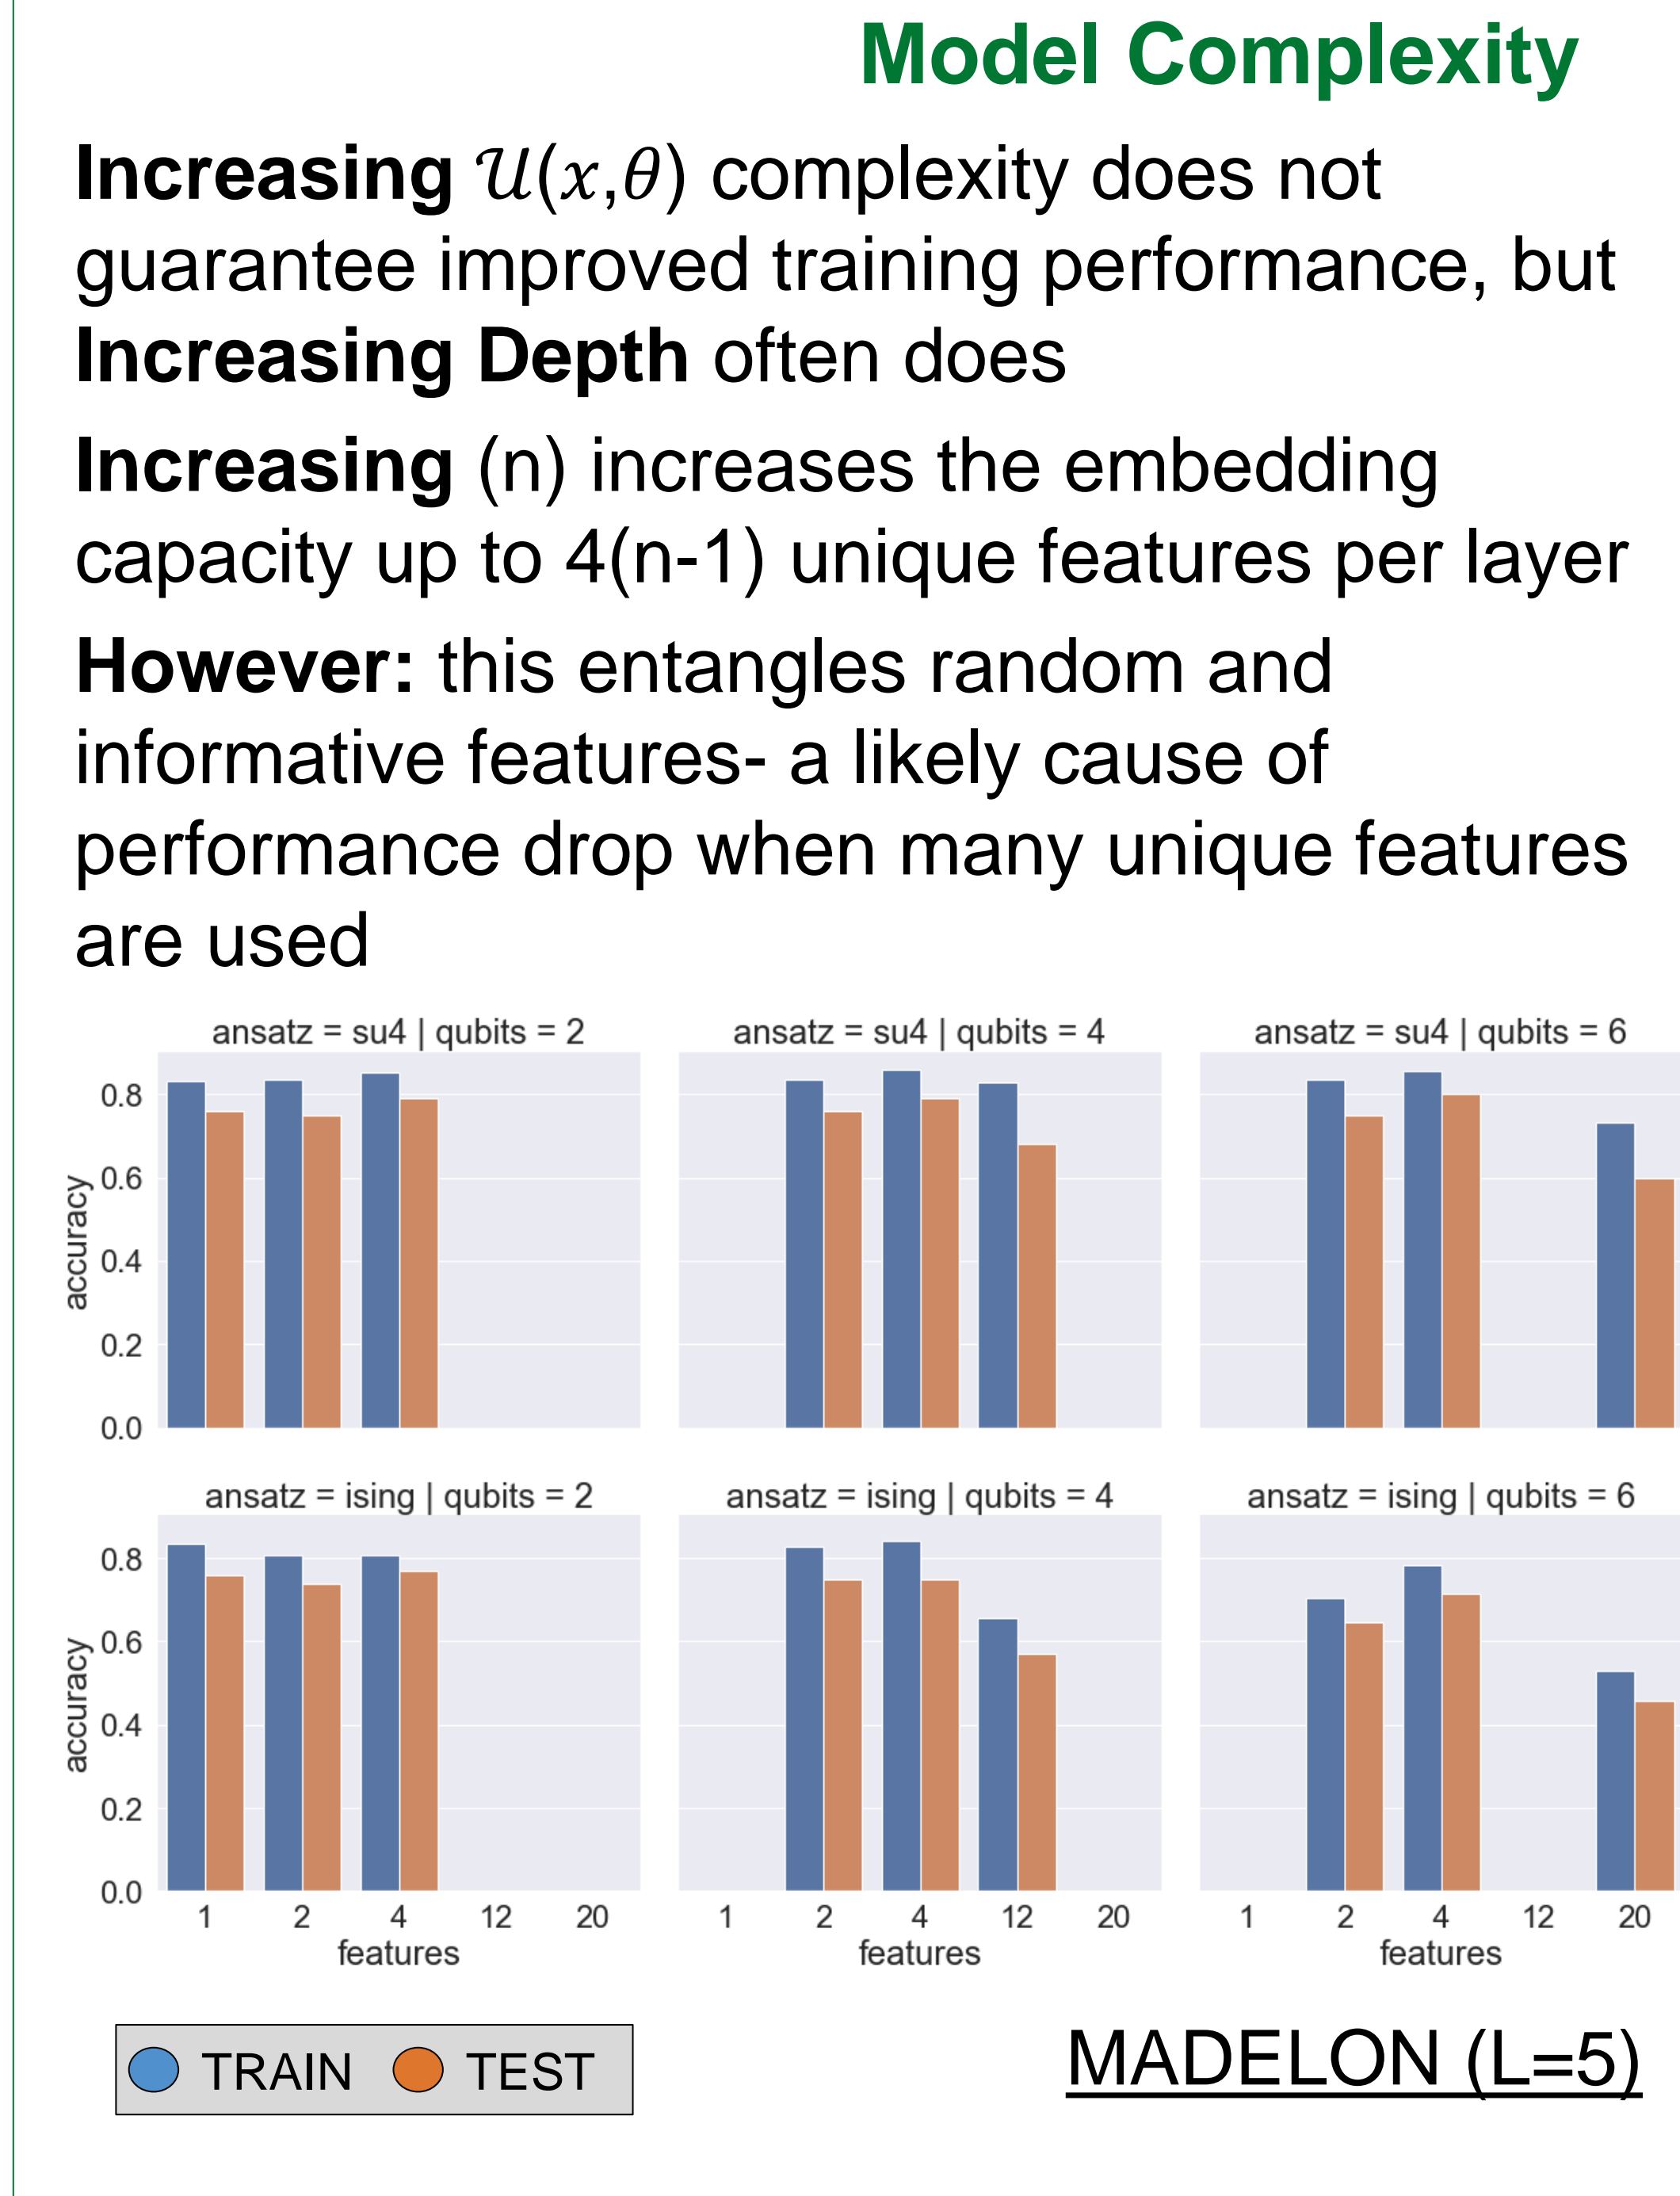 Model Complexity
Increasing 𝒰(x,θ) complexity does not
guarantee improved training performance, but
Increasing Depth often does
Increasing (n) increases the embedding
capacity up to 4(n-1) unique features per layer
However: this entangles random and
informative features- a likely cause of
performance drop when many unique features
are used
ansatz = su4 | qubits = 2
ansatz = su4 | qubits = 4
ansatz = su4 | qubits = 6
0.8
0.6
0.4
0.2
0.0
accuracy
ansatz = ising | qubits = 2
ansatz = ising | qubits = 4
ansatz = ising | qubits = 6
0.8
0.6
0.4
0.2
0.0
accuracy
1 2 4 12 20
1 2 4 12 20
1 2 4 12 20
features
features
features
TRAIN TEST
MADELON (L=5)